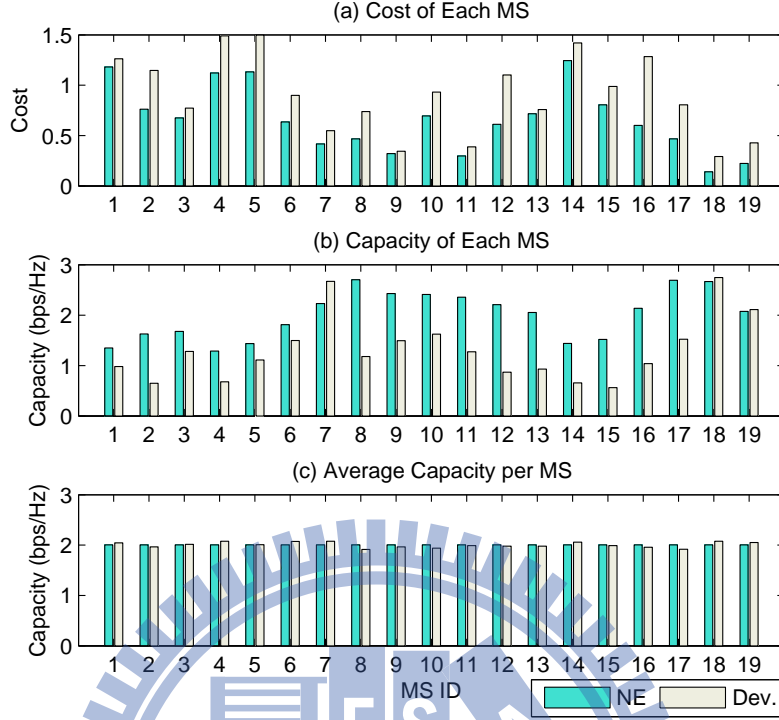 (a) Cost of Each MS
1.5
1
0.5
0
Cost
1 2 3 4 5 6 7 8 9 10 11 12 13 14 15 16 17 18 19
(b) Capacity of Each MS
3
2
1
0
Capacity (bps/Hz)
1 2 3 4 5 6 7 8 9 10 11 12 13 14 15 16 17 18 19
(c) Average Capacity per MS
3
2
1
0
Capacity (bps/Hz)
1 2 3 4 5 6 7 8 9 10 11 12 13 14 15 16 17 18 19
MS ID
NE Dev.